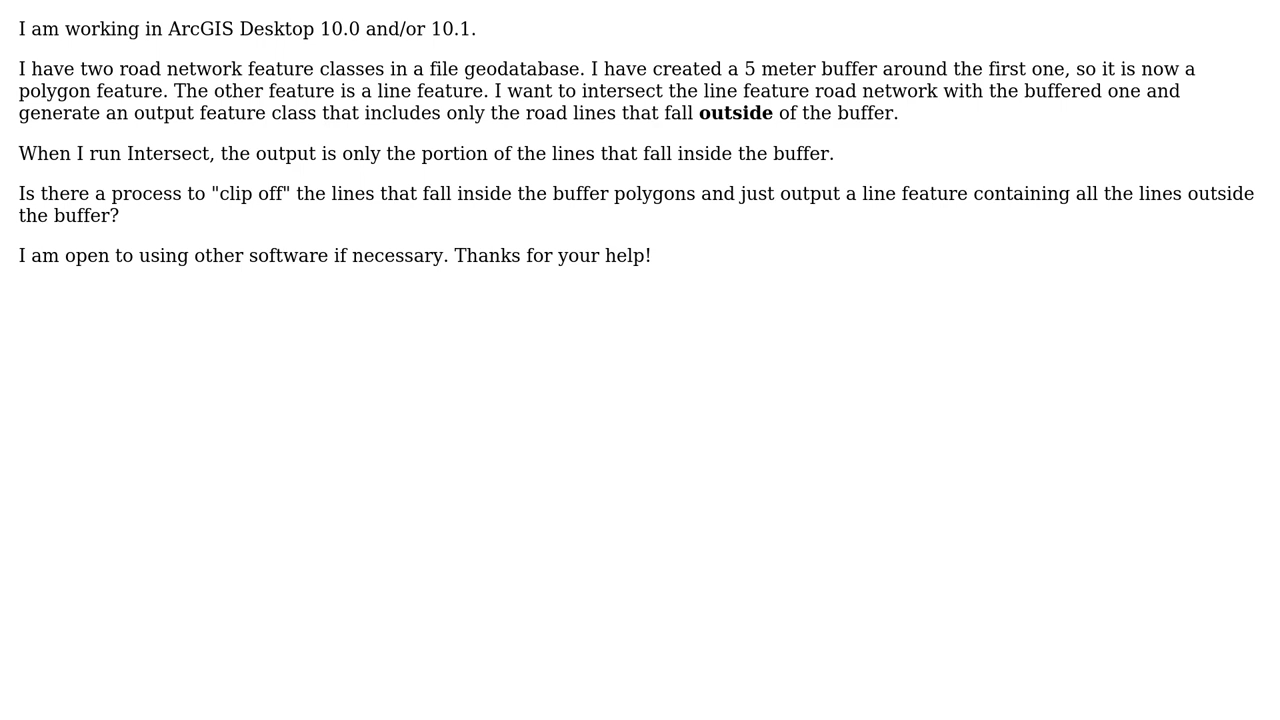 I am working in ArcGIS Desktop 10.0 and/or 10.1.
I have two road network feature classes in a file geodatabase. I have created a 5 meter buffer around the first one, so it is now a
polygon feature. The other feature is a line feature. I want to intersect the line feature road network with the buffered one and
generate an output feature class that includes only the road lines that fall outside of the buffer.
When I run Intersect, the output is only the portion of the lines that fall inside the buffer.
Is there a process to "clip off" the lines that fall inside the buffer polygons and just output a line feature containing all the lines outside
the buffer?
I am open to using other software if necessary. Thanks for your help!